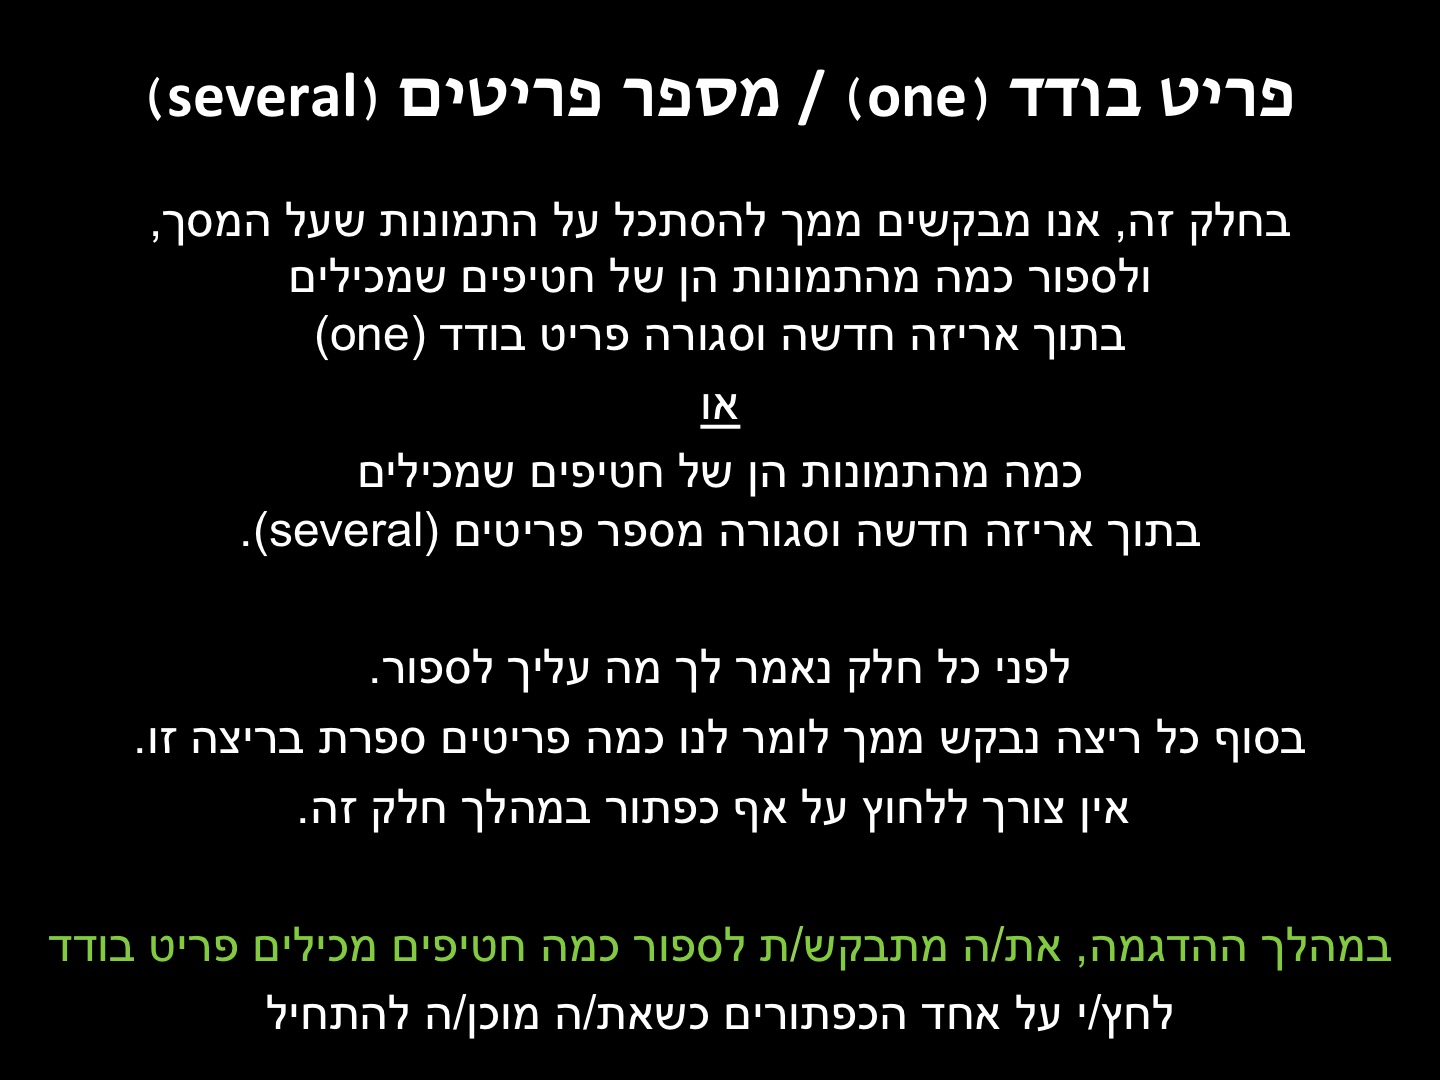 פריט בודד (one) / מספר פריטים (several)
בחלק זה, אנו מבקשים ממך להסתכל על התמונות שעל המסך,
ולספור כמה מהתמונות הן של חטיפים שמכילים
בתוך אריזה חדשה וסגורה פריט בודד (one)
או
כמה מהתמונות הן של חטיפים שמכילים
בתוך אריזה חדשה וסגורה מספר פריטים (several).
לפני כל חלק נאמר לך מה עליך לספור.
בסוף כל ריצה נבקש ממך לומר לנו כמה פריטים ספרת בריצה זו.
אין צורך ללחוץ על אף כפתור במהלך חלק זה.
במהלך ההדגמה, את/ה מתבקש/ת לספור כמה חטיפים מכילים פריט בודד
לחץ/י על אחד הכפתורים כשאת/ה מוכן/ה להתחיל